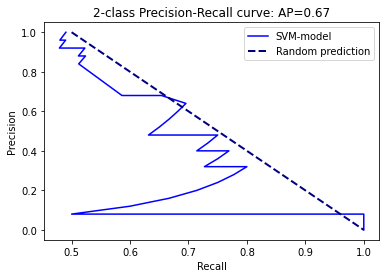 2-class Precision-Recall curve: AP=0.67
SVM-model
Random prediction
Precision
1.0
0.8
0.6
0.4
0.2
0.0
0.5 0.6 0.7 0.8 0.9 1.0
Recall